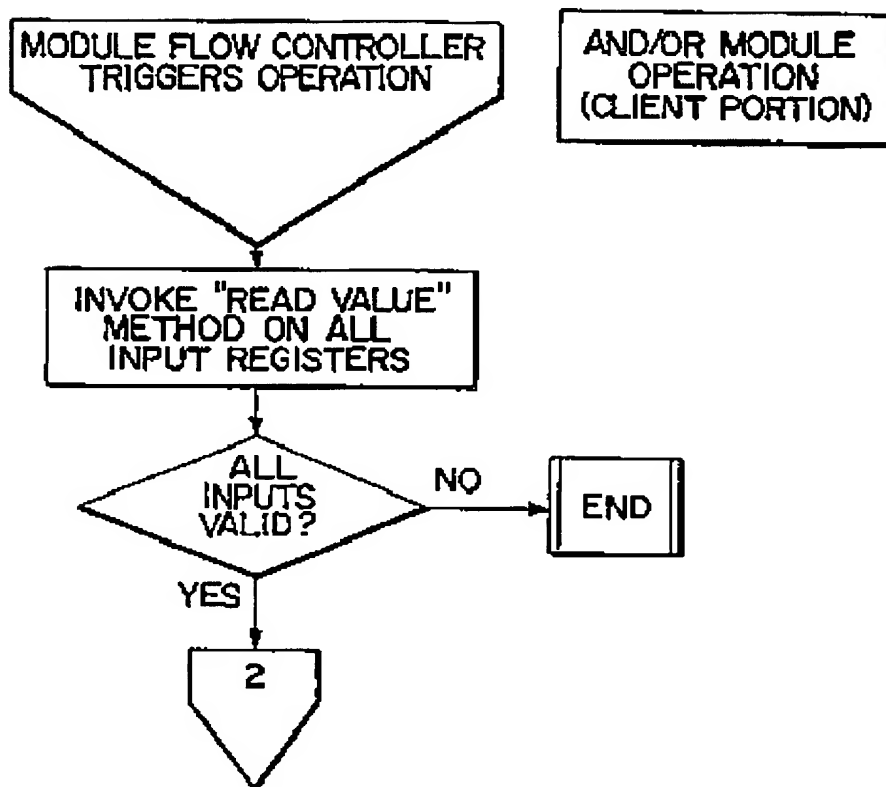 MODULE FLOW CONTROLLER
TRIGGERS OPERATION
AND/OR MODULE
OPERATION
(CLIENT PORTION)
INVOKE "READ VALUE"
METHOD ON ALL
INPUT REGISTERS
ALL
INPUTS
VALID?
NO
END
YES
2